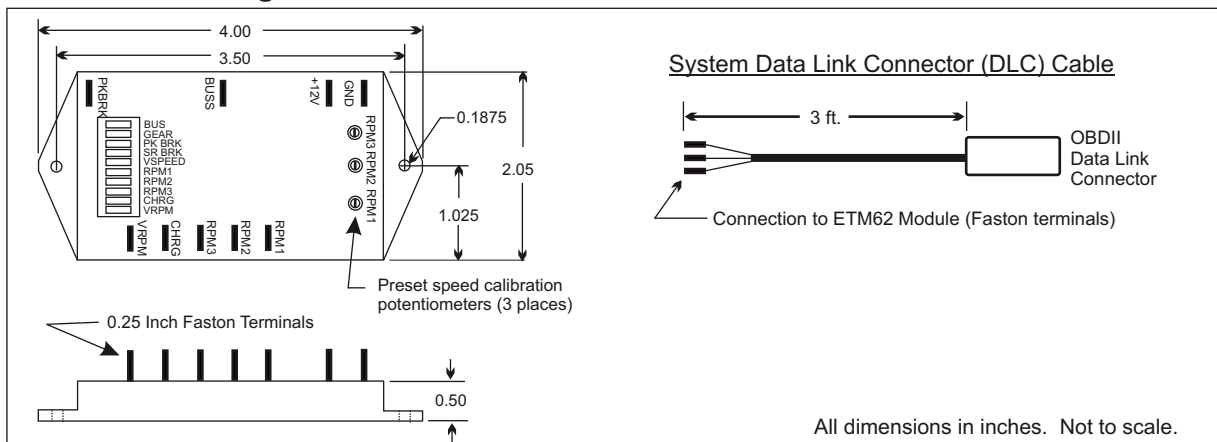 4.00
3.50
PKBRK
BUSS
+12V
GND
BUS
GEAR
PK BRK
SR BRK
VSPEED
RPM1
RPM2
RPM3
CHRG
VRPM
RPM3
RPM2
RPM1
0.1875
2.05
1.025
VRPM
CHRG
RPM3
RPM2
RPM1
Preset speed calibration
potentiometers (3 places)
0.25 Inch Faston Terminals
0.50
System Data Link Connector (DLC) Cable
3 ft.
OBDII
Data Link
Connector
Connection to ETM62 Module (Faston terminals)
All dimensions in inches.  Not to scale.